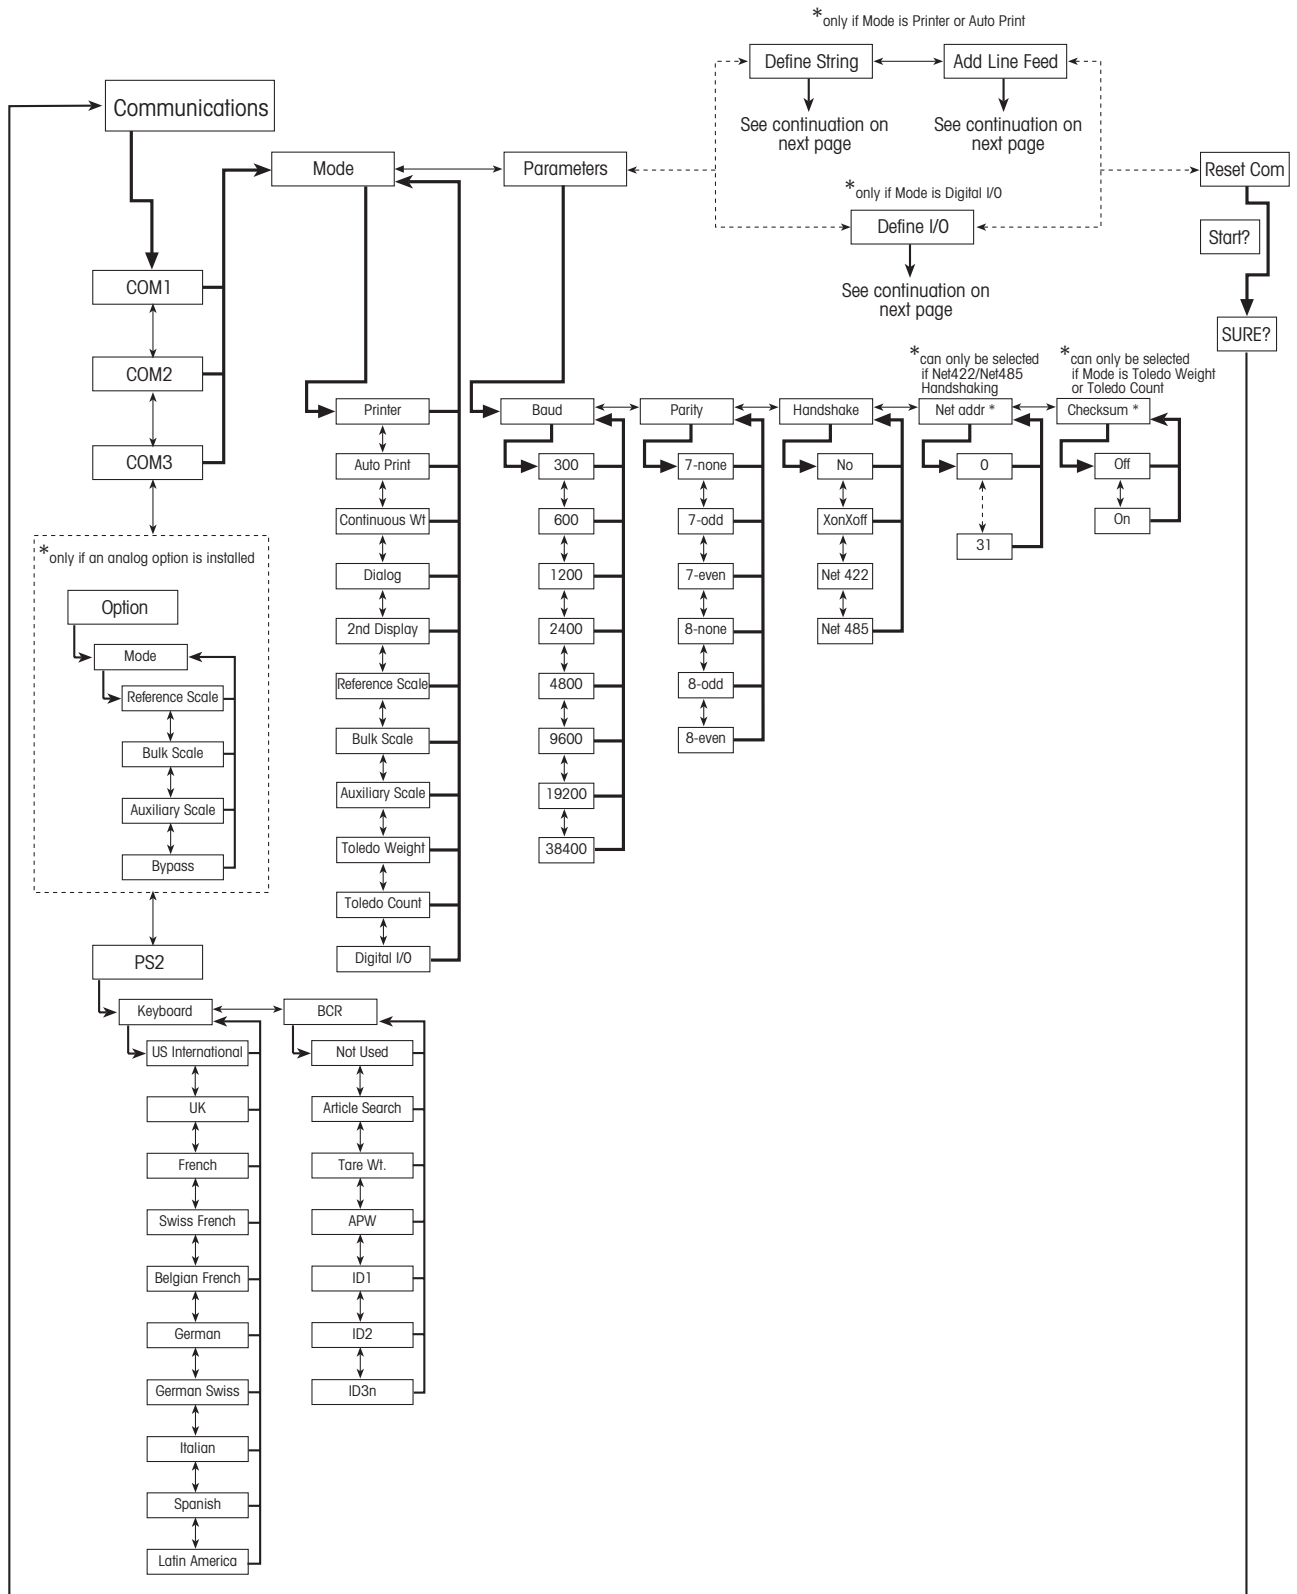 *only if Mode is Printer or Auto Print
Define String
Add Line Feed
Communications
See continuation on
next page
See continuation on
next page
Mode
Parameters
Reset Com
*only if Mode is Digital I/0
Define I/0
Start?
COM1
See continuation on
next page
SURE?
COM2
*can only be selected
if Net422/Net485
Handshaking
*can only be selected
if Mode is Toledo Weight
or Toledo Count
Printer
Baud
Parity
Handshake
Net addr *
Checksum *
COM3
Auto Print
300
7-none
No
0
Off
Continuous Wt
600
7-odd
XonXoff
On
31
*only if an analog option is installed
Dialog
1200
7-even
Net 422
Option
2nd Display
2400
8-none
Net 485
Mode
Reference Scale
Reference Scale
4800
8-odd
Bulk Scale
Bulk Scale
9600
8-even
Auxiliary Scale
Auxiliary Scale
19200
Bypass
Toledo Weight
38400
Toledo Count
PS2
Digital I/0
Keyboard
BCR
US International
Not Used
UK
Article Search
French
Tare Wt.
Swiss French
APW
Belgian French
ID1
German
ID2
German Swiss
ID3n
Italian
Spanish
Latin America